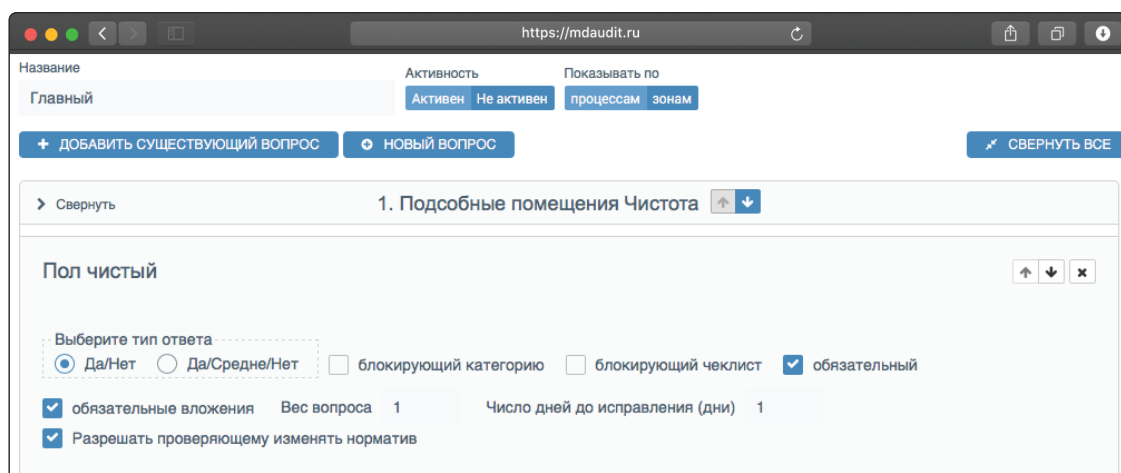 https://mdaudit.ru
Название
Активность
Показывать по
Главный
Активен Не активен
процессам зонам
ДОБАВИТЬ СУЩЕСТВУЮЩИЙ ВОПРОС
НОВЫЙ ВОПРОС
СВЕРНУТЬ ВСЕ
Свернуть
1. Подсобные помещения Чистота
Пол чистый
Выберите тип ответа
Да/Нет Да/Средне/Нет блокирующий категорию блокирующий чеклист обязательный
обязательные вложения Вес вопроса 1 Число дней до исправления (дни) 1
Разрешать проверяющему изменять норматив